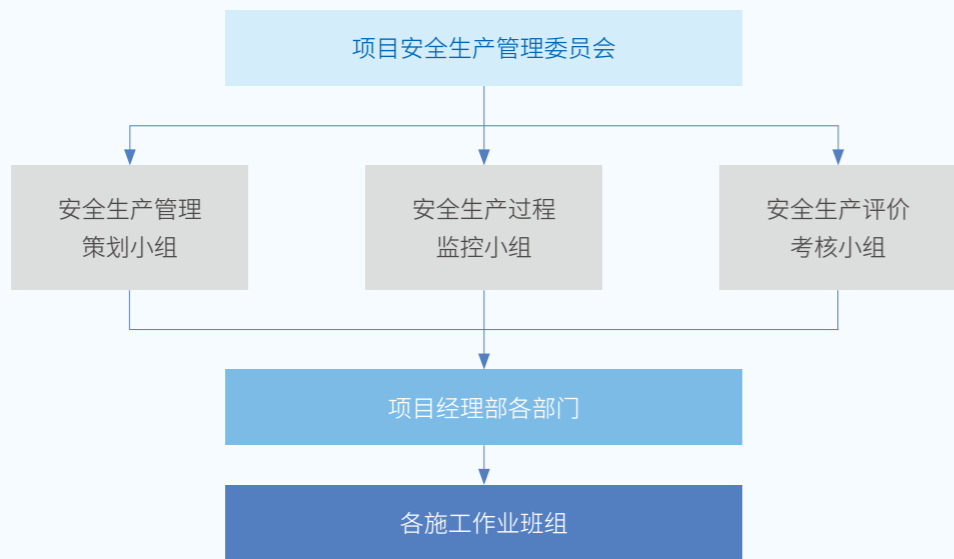 项目安全生产管理委员会
安全生产管理
策划小组
安全生产过程
监控小组
安全生产评价
考核小组
项目经理部各部门
各施工作业班组